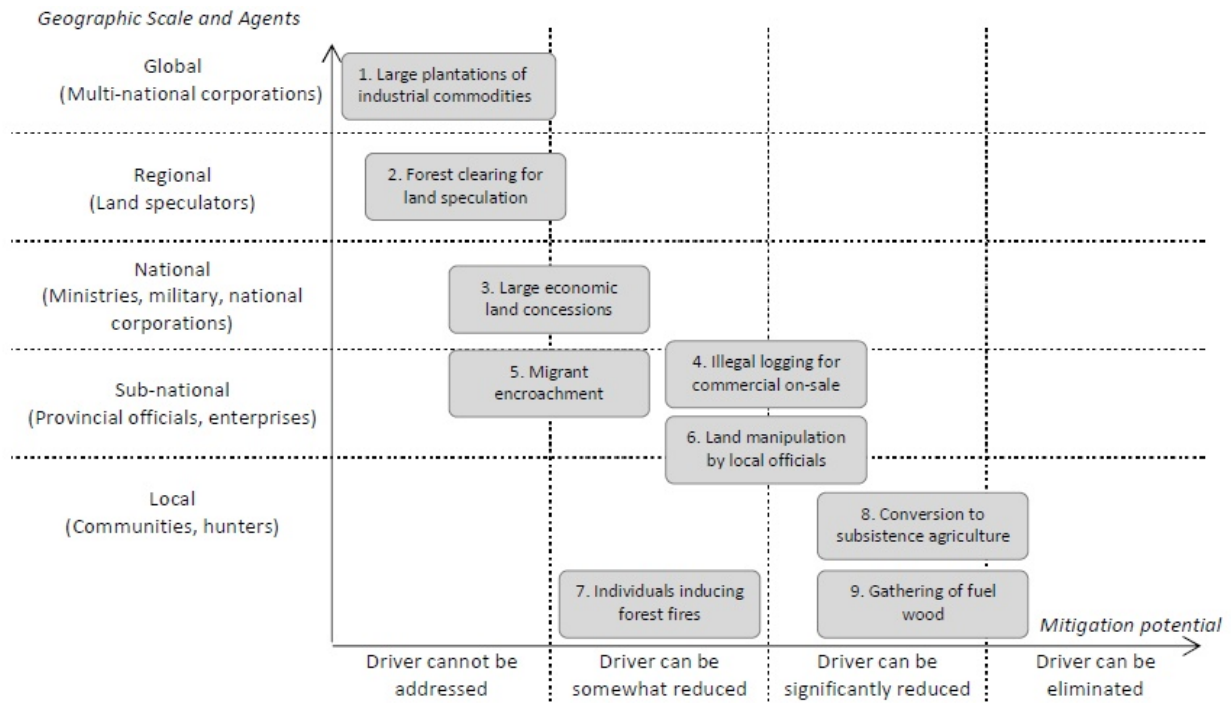 Geographic Scale and Agents
Global
(Multi-national corporations)
1. Large plantations of
industrial commodities
Regional
(Land speculators)
2. Forest clearing for
land speculation
National
(Ministries, military, national
corporations)
3. Large economic
land concessions
Sub-national
(Provincial officials, enterprises)
5. Migrant
encroachment
4. Illegal logging for
commercial on-sale
6. Land manipulation
by local officials
Local
(Communities, hunters)
8. Conversion to
subsistence agriculture
7. Individuals inducing
forest fires
9. Gathering of fuel
wood
Mitigation potential
Driver cannot be
addressed
Driver can be
somewhat reduced
Driver can be
significantly reduced
Driver can be
eliminated